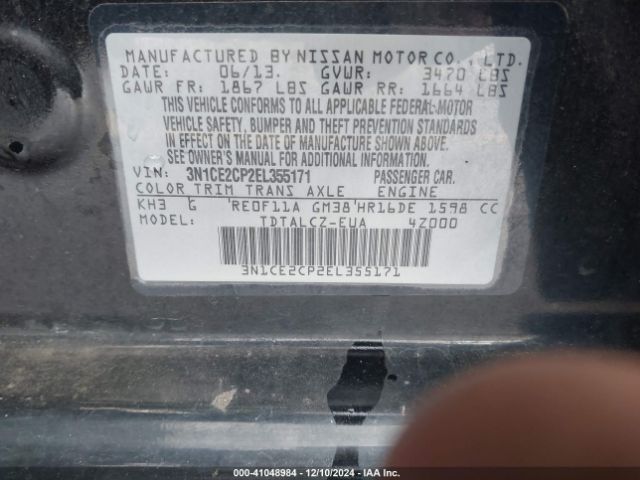 MANUFACTURED BY NISSAN MOTOR CO., LTD.
DATE: 06/13. GVWR: 3470 LBS
GAWR FR: 1867 LBS GAWR RR: 1664 LBS
THIS VEHICLE CONFORMS TO ALL APPLICABLE FEDERAL MOTOR
VEHICLE SAFETY, BUMPER AND THEFT PREVENTION STANDARDS
IN EFFECT ON THE DATE OF MANUFACTURE SHOWN ABOVE.
SEE OWNER'S MANUAL FOR ADDITIONAL INFORMATION.
VIN: 3N1CE2CP2EL355171 PASSENGER CAR.
COLOR TRIM TRANS AXLE ENGINE
KH3 G 'RE0F11A GM38'HR16DE 1598 CC
MODEL: TDTALCZ-EUA 4Z000
3N1CE2CP2EL355171
#:0-41048984 - 12/10/2024 - IAA Inc.